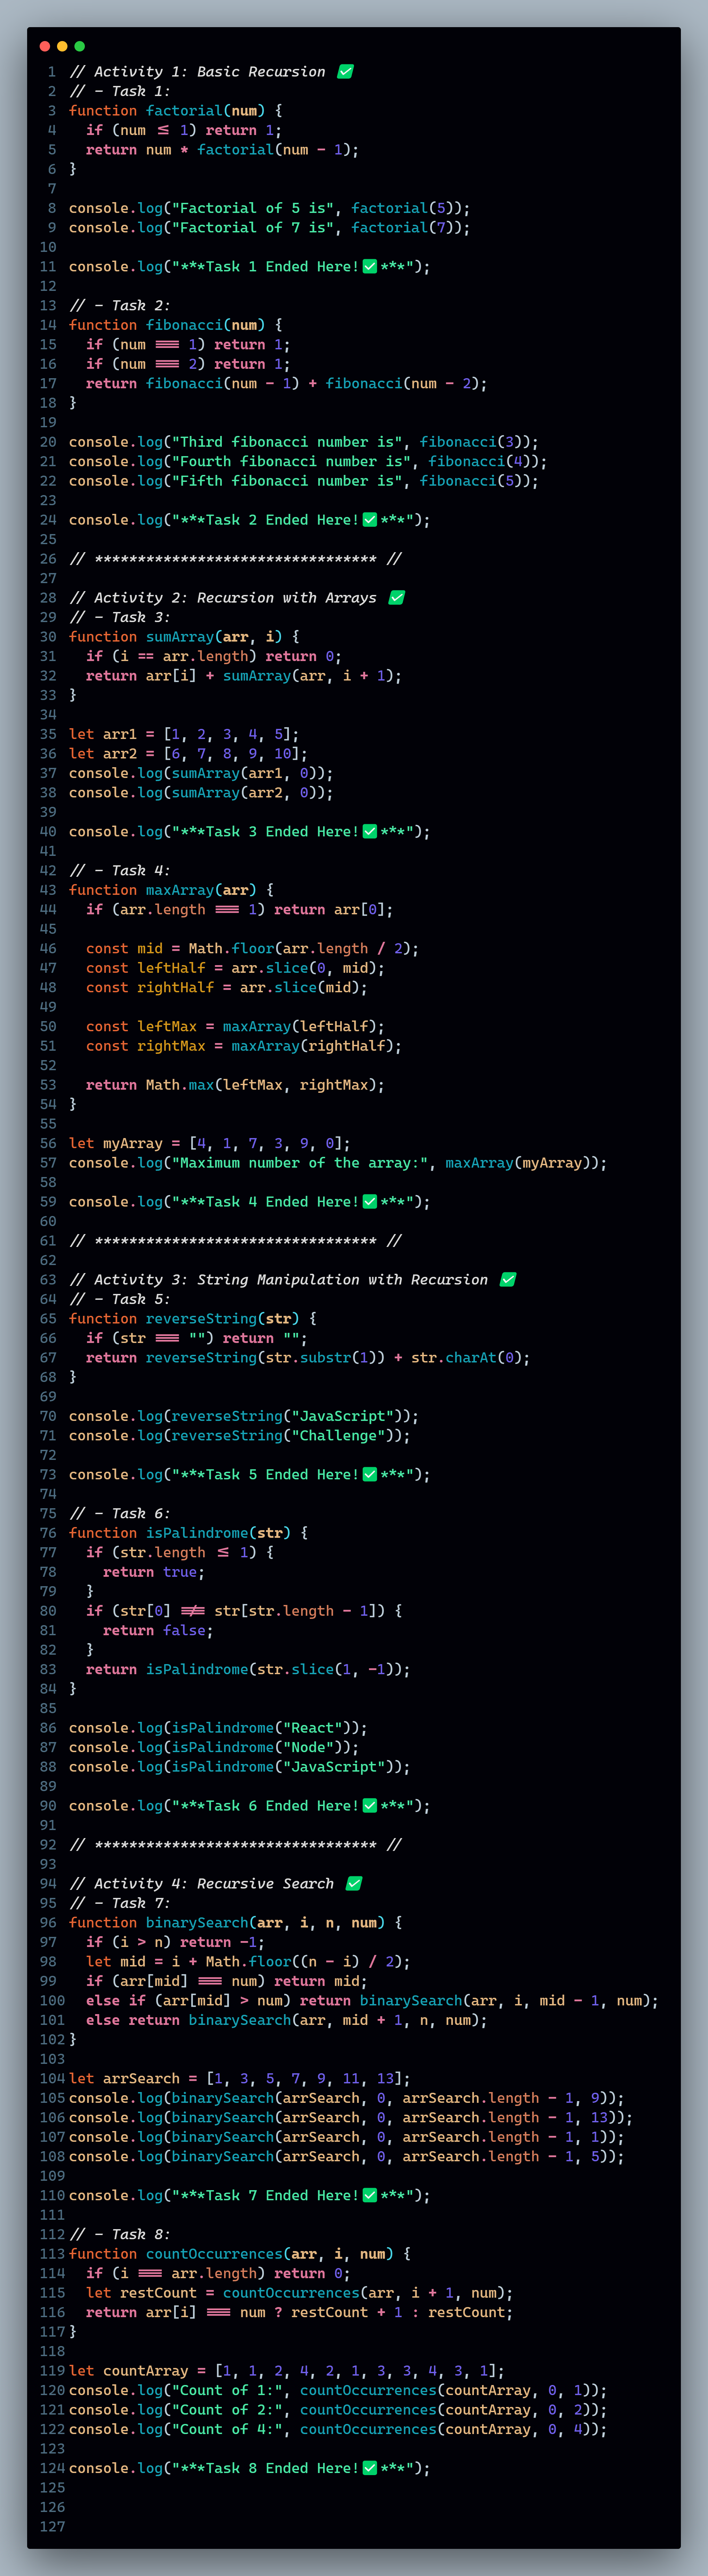 1 // Activity 1: Basic Recursion ✅
2 // - Task 1:
3 function factorial(num) {
4   if (num <= 1) return 1;
5   return num * factorial(num - 1);
6 }
7
8 console.log("Factorial of 5 is", factorial(5));
9 console.log("Factorial of 7 is", factorial(7));
10
11 console.log("***Task 1 Ended Here!✅***");
12
13 // - Task 2:
14 function fibonacci(num) {
15   if (num === 1) return 1;
16   if (num === 2) return 1;
17   return fibonacci(num - 1) + fibonacci(num - 2);
18 }
19
20 console.log("Third fibonacci number is", fibonacci(3));
21 console.log("Fourth fibonacci number is", fibonacci(4));
22 console.log("Fifth fibonacci number is", fibonacci(5));
23
24 console.log("***Task 2 Ended Here!✅***");
25
26 // ********************************* //
27
28 // Activity 2: Recursion with Arrays ✅
29 // - Task 3:
30 function sumArray(arr, i) {
31   if (i == arr.length) return 0;
32   return arr[i] + sumArray(arr, i + 1);
33 }
34
35 let arr1 = [1, 2, 3, 4, 5];
36 let arr2 = [6, 7, 8, 9, 10];
37 console.log(sumArray(arr1, 0));
38 console.log(sumArray(arr2, 0));
39
40 console.log("***Task 3 Ended Here!✅***");
41
42 // - Task 4:
43 function maxArray(arr) {
44   if (arr.length === 1) return arr[0];
45
46   const mid = Math.floor(arr.length / 2);
47   const leftHalf = arr.slice(0, mid);
48   const rightHalf = arr.slice(mid);
49
50   const leftMax = maxArray(leftHalf);
51   const rightMax = maxArray(rightHalf);
52
53   return Math.max(leftMax, rightMax);
54 }
55
56 let myArray = [4, 1, 7, 3, 9, 0];
57 console.log("Maximum number of the array:", maxArray(myArray));
58
59 console.log("***Task 4 Ended Here!✅***");
60
61 // ********************************* //
62
63 // Activity 3: String Manipulation with Recursion ✅
64 // - Task 5:
65 function reverseString(str) {
66   if (str === "") return "";
67   return reverseString(str.substr(1)) + str.charAt(0);
68 }
69
70 console.log(reverseString("JavaScript"));
71 console.log(reverseString("Challenge"));
72
73 console.log("***Task 5 Ended Here!✅***");
74
75 // - Task 6:
76 function isPalindrome(str) {
77   if (str.length <= 1) {
78     return true;
79   }
80   if (str[0] !== str[str.length - 1]) {
81     return false;
82   }
83   return isPalindrome(str.slice(1, -1));
84 }
85
86 console.log(isPalindrome("React"));
87 console.log(isPalindrome("Node"));
88 console.log(isPalindrome("JavaScript"));
89
90 console.log("***Task 6 Ended Here!✅***");
91
92 // ********************************* //
93
94 // Activity 4: Recursive Search ✅
95 // - Task 7:
96 function binarySearch(arr, i, n, num) {
97   if (i > n) return -1;
98   let mid = i + Math.floor((n - i) / 2);
99   if (arr[mid] === num) return mid;
100   else if (arr[mid] > num) return binarySearch(arr, i, mid - 1, num);
101   else return binarySearch(arr, mid + 1, n, num);
102 }
103
104 let arrSearch = [1, 3, 5, 7, 9, 11, 13];
105 console.log(binarySearch(arrSearch, 0, arrSearch.length - 1, 9));
106 console.log(binarySearch(arrSearch, 0, arrSearch.length - 1, 13));
107 console.log(binarySearch(arrSearch, 0, arrSearch.length - 1, 1));
108 console.log(binarySearch(arrSearch, 0, arrSearch.length - 1, 5));
109
110 console.log("***Task 7 Ended Here!✅***");
111
112 // - Task 8:
113 function countOccurrences(arr, i, num) {
114   if (i === arr.length) return 0;
115   let restCount = countOccurrences(arr, i + 1, num);
116   return arr[i] === num ? restCount + 1 : restCount;
117 }
118
119 let countArray = [1, 1, 2, 4, 2, 1, 3, 3, 4, 3, 1];
120 console.log("Count of 1:", countOccurrences(countArray, 0, 1));
121 console.log("Count of 2:", countOccurrences(countArray, 0, 2));
122 console.log("Count of 4:", countOccurrences(countArray, 0, 4));
123
124 console.log("***Task 8 Ended Here!✅***");
125
126
127